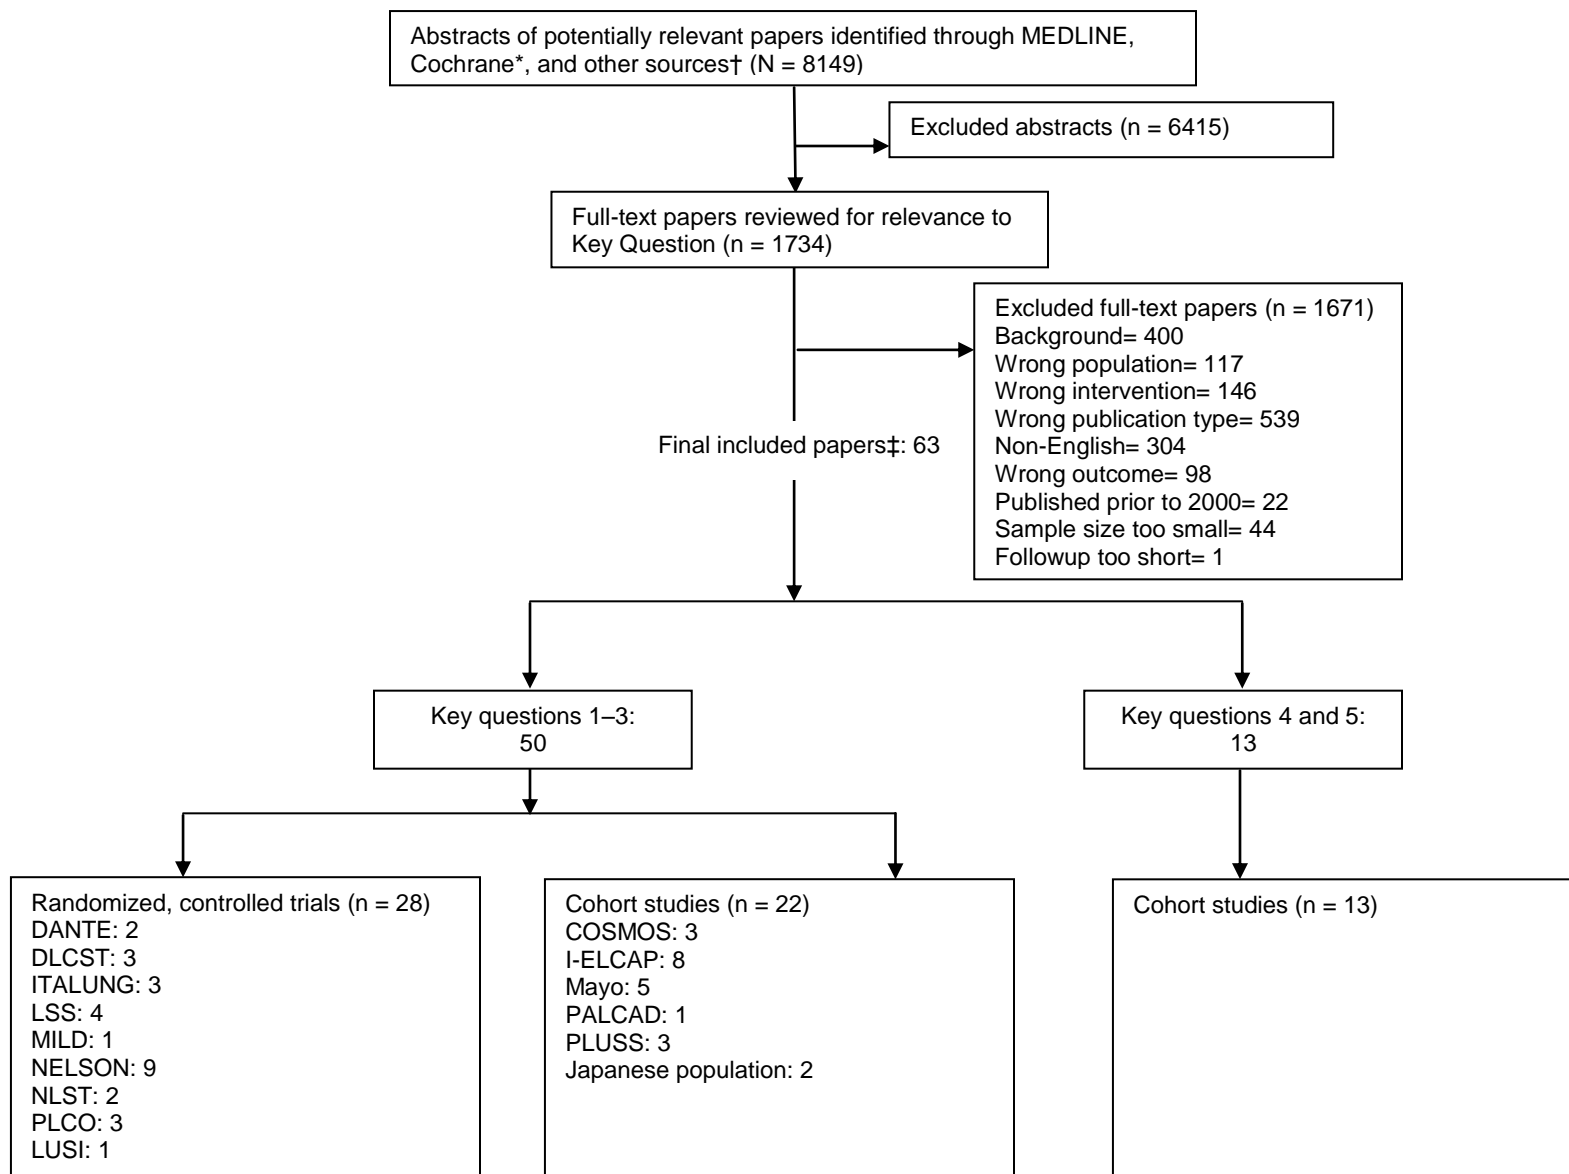 Abstracts of potentially relevant papers identified through MEDLINE,
Cochrane*, and other sources† (N = 8149)
Excluded abstracts (n = 6415)
Full-text papers reviewed for relevance to
Key Question (n = 1734)
Excluded full-text papers (n = 1671)
Background= 400
Wrong population= 117
Wrong intervention= 146
Wrong publication type= 539
Non-English= 304
Wrong outcome= 98
Published prior to 2000= 22
Sample size too small= 44
Followup too short= 1
Final included papers‡: 63
Key questions 1–3:
50
Key questions 4 and 5:
13
Randomized, controlled trials (n = 28)
DANTE: 2
DLCST: 3
ITALUNG: 3
LSS: 4
MILD: 1
NELSON: 9
NLST: 2
PLCO: 3
LUSI: 1
Cohort studies (n = 22)
COSMOS: 3
I-ELCAP: 8
Mayo: 5
PALCAD: 1
PLUSS: 3
Japanese population: 2
Cohort studies (n = 13)